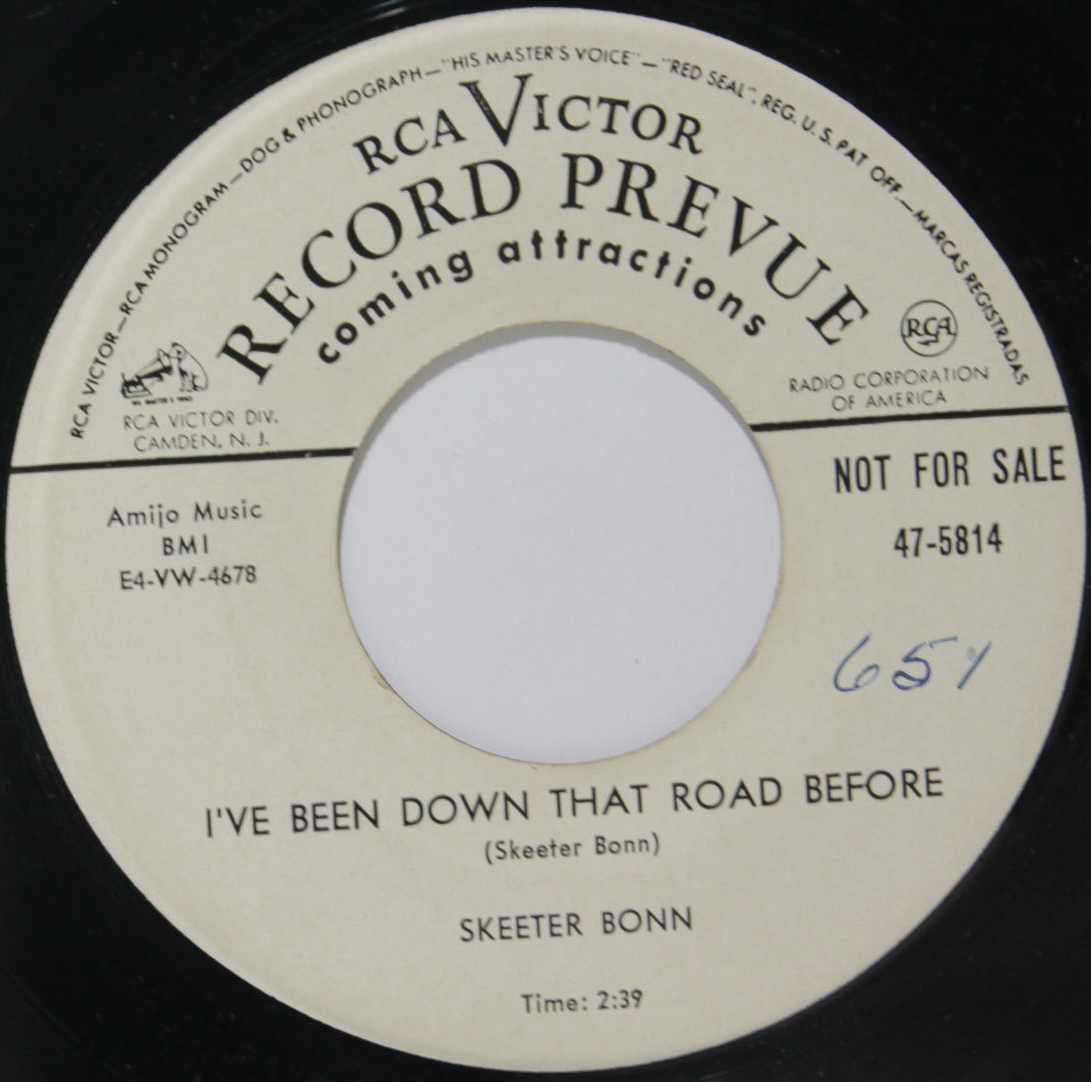 RCA VICTOR—RCA MONOGRAM—DOG & PHONOGRAPH—"HIS MASTER'S VOICE"—"RED SEAL", REG. U. S. PAT OFF.—MARCAS REGISTRADAS
RCA VICTOR
RECORD PREVUE
coming attractions
RCA
RCA VICTOR DIV.
CAMDEN, N. J.
RADIO CORPORATION
OF AMERICA
NOT FOR SALE
47-5814
Amijo Music
BMI
E4-VW-4678
I'VE BEEN DOWN THAT ROAD BEFORE
(Skeeter Bonn)
SKEETER BONN
Time: 2:39